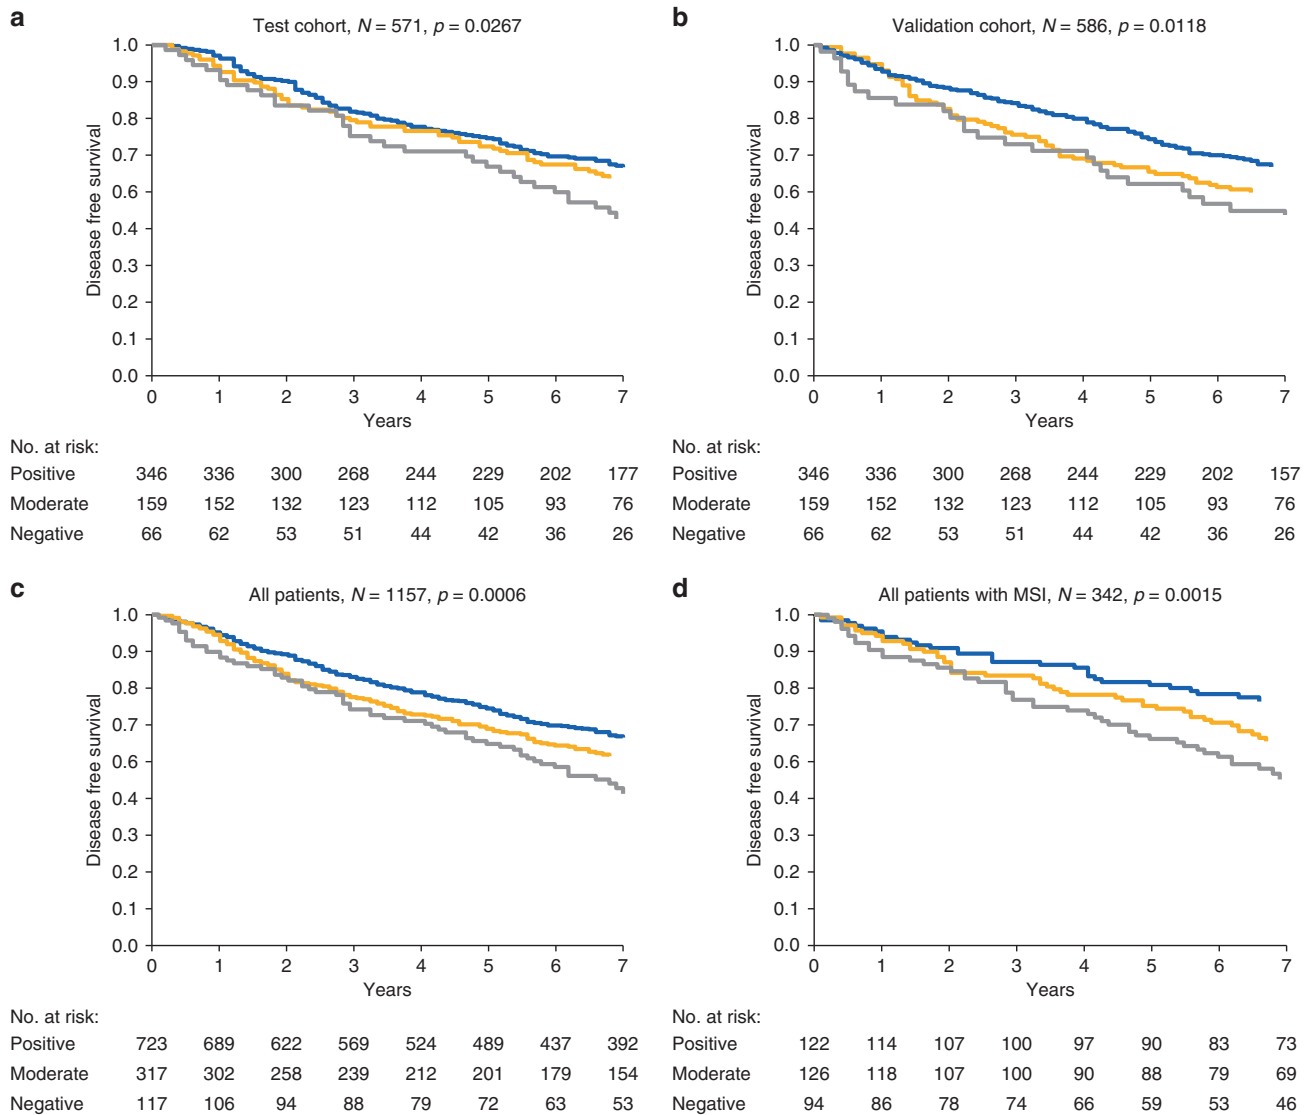 a
Test cohort, N = 571, p = 0.0267
Disease free survival
1.0
0.9
0.8
0.7
0.6
0.4
0.3
0.2
0.1
0.0
0 1 2 3 4 5 6 7
Years
No. at risk:
Positive 346 336 300 268 244 229 202 177
Moderate 159 152 132 123 112 105 93 76
Negative 66 62 53 51 44 42 36 26
b
Validation cohort, N = 586, p = 0.0118
Disease free survival
1.0
0.9
0.8
0.7
0.6
0.4
0.3
0.2
0.1
0.0
0 1 2 3 4 5 6 7
Years
No. at risk:
Positive 346 336 300 268 244 229 202 157
Moderate 159 152 132 123 112 105 93 76
Negative 66 62 53 51 44 42 36 26
c
All patients, N = 1157, p = 0.0006
Disease free survival
1.0
0.9
0.8
0.7
0.6
0.4
0.3
0.2
0.1
0.0
0 1 2 3 4 5 6 7
Years
No. at risk:
Positive 723 689 622 569 524 489 437 392
Moderate 317 302 258 239 212 201 179 154
Negative 117 106 94 88 79 72 63 53
d
All patients with MSI, N = 342, p = 0.0015
Disease free survival
1.0
0.9
0.8
0.7
0.6
0.4
0.3
0.2
0.1
0.0
0 1 2 3 4 5 6 7
Years
No. at risk:
Positive 122 114 107 100 97 90 83 73
Moderate 126 118 107 100 90 88 79 69
Negative 94 86 78 74 66 59 53 46